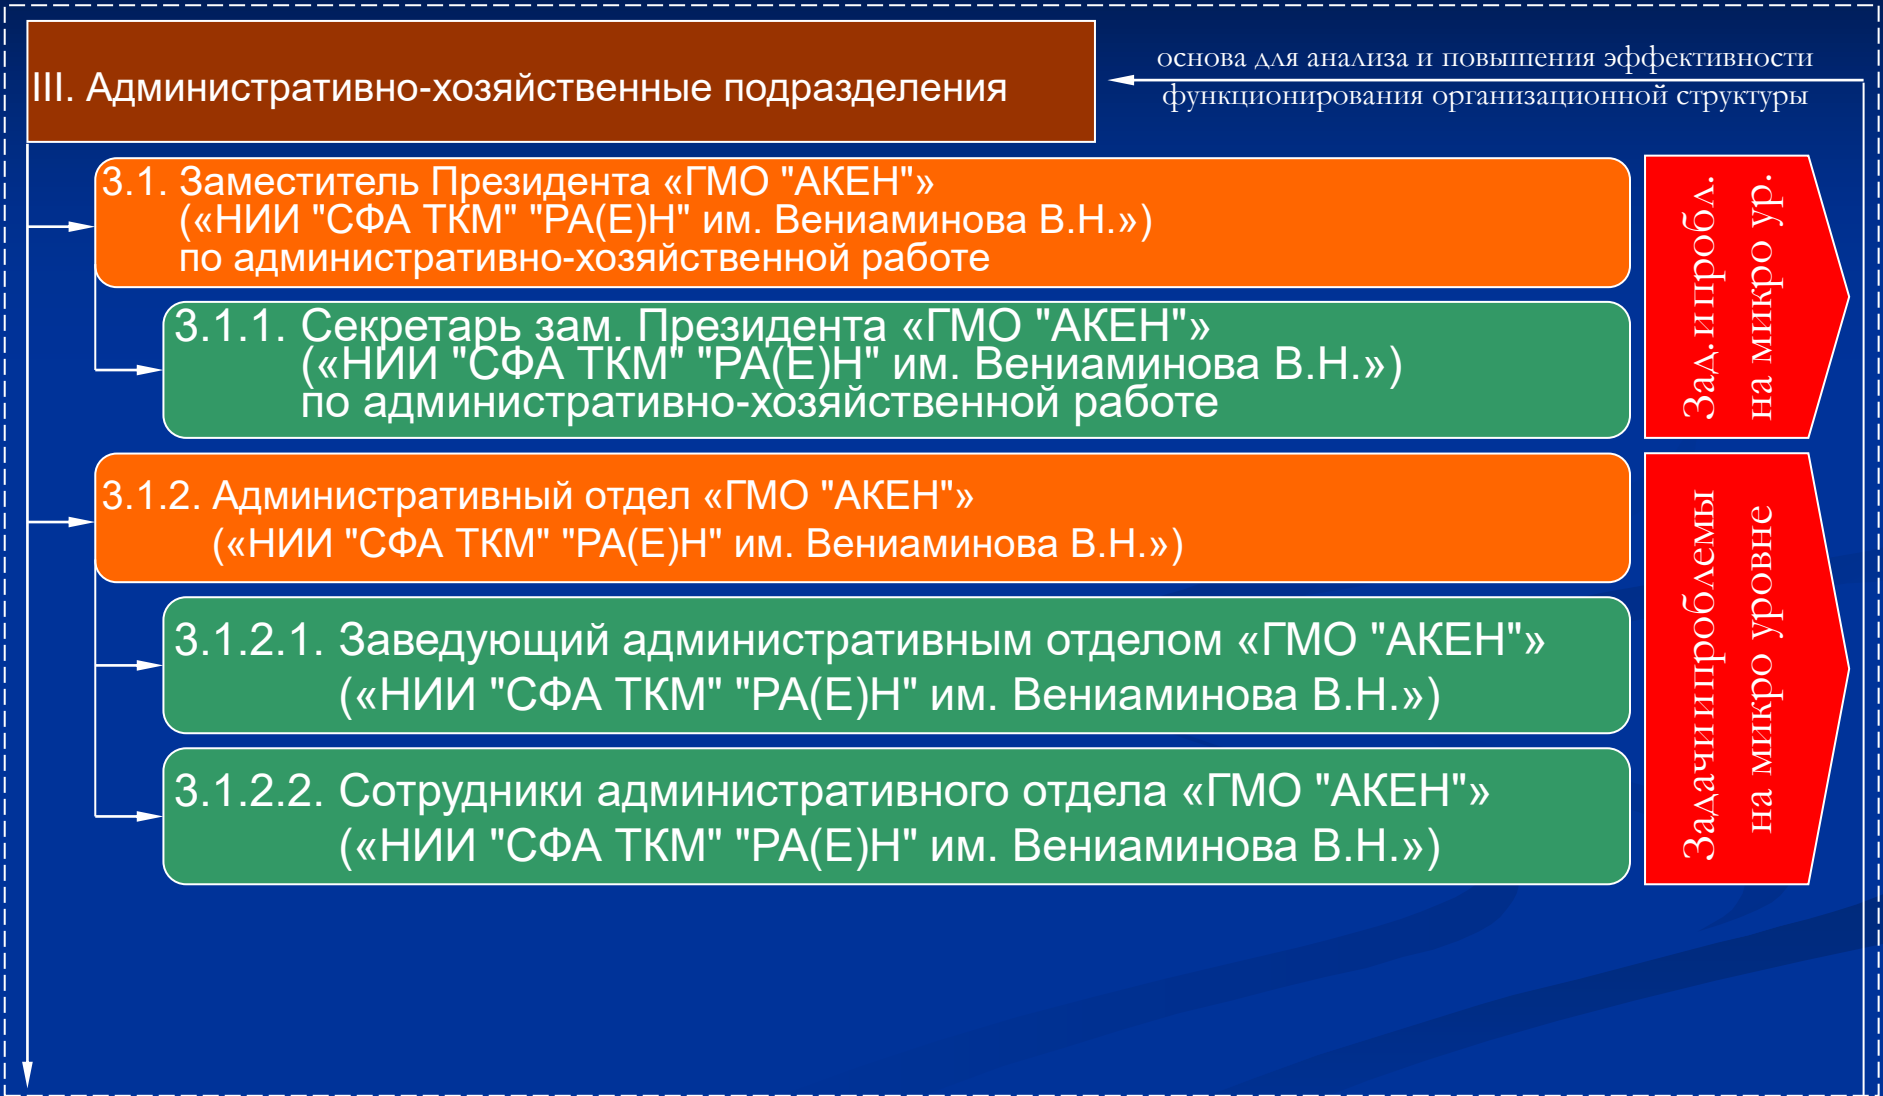 III. Административно-хозяйственные подразделения
основа для анализа и повышения эффективности
функционирования организационной структуры
3.1. Заместитель Президента «ГМО "АКЕН"»
(«НИИ "СФА ТКМ" "РА(Е)Н" им. Вениаминова В.Н.»)
по административно-хозяйственной работе
3.1.1. Секретарь зам. Президента «ГМО "АКЕН"»
(«НИИ "СФА ТКМ" "РА(Е)Н" им. Вениаминова В.Н.»)
по административно-хозяйственной работе
Зад. и пробл.
на микро ур.
3.1.2. Административный отдел «ГМО "АКЕН"»
(«НИИ "СФА ТКМ" "РА(Е)Н" им. Вениаминова В.Н.»)
3.1.2.1. Заведующий административным отделом «ГМО "АКЕН"»
(«НИИ "СФА ТКМ" "РА(Е)Н" им. Вениаминова В.Н.»)
3.1.2.2. Сотрудники административного отдела «ГМО "АКЕН"»
(«НИИ "СФА ТКМ" "РА(Е)Н" им. Вениаминова В.Н.»)
Задачи и проблемы
на микро уровне